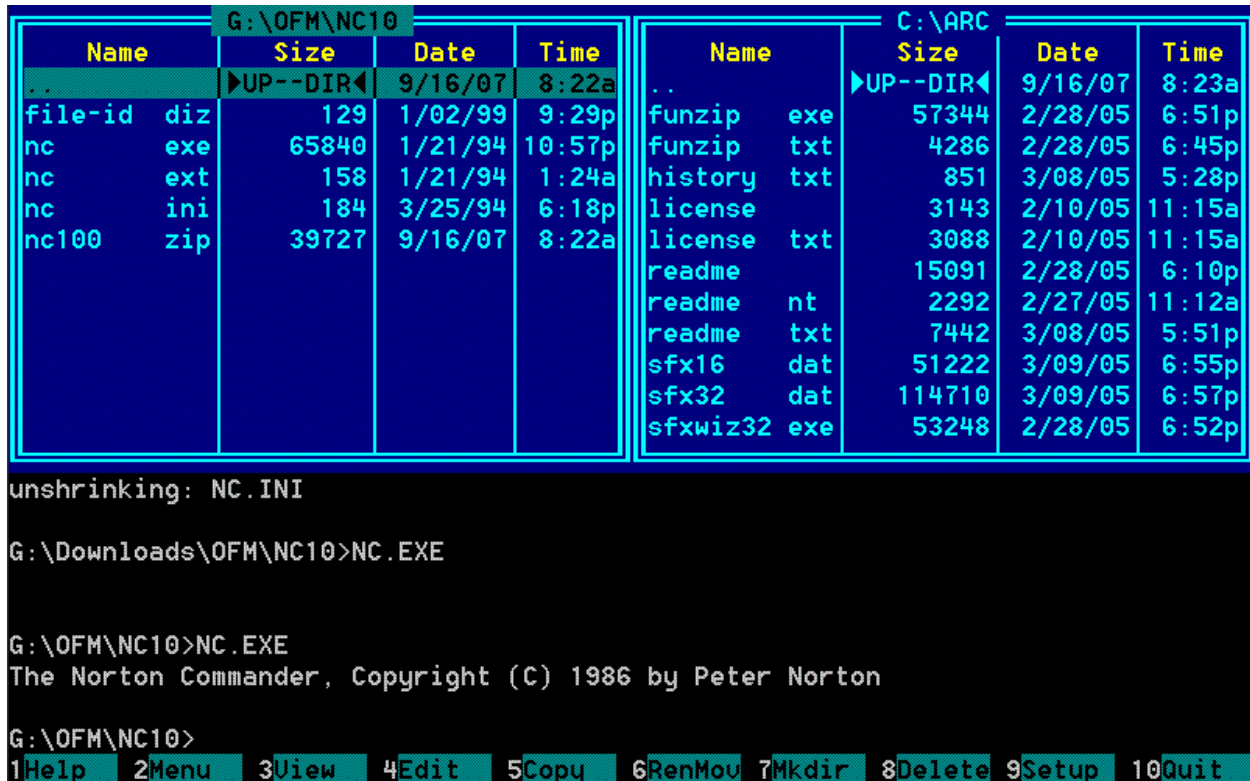 G:\OFM\NC10
Name Size Date Time
.. ►UP--DIR◄ 9/16/07 8:22a
file-id diz 129 1/02/99 9:29p
nc exe 65840 1/21/94 10:57p
nc ext 158 1/21/94 1:24a
nc ini 184 3/25/94 6:18p
nc100 zip 39727 9/16/07 8:22a
C:\ARC
Name Size Date Time
.. ►UP--DIR◄ 9/16/07 8:23a
funzip exe 57344 2/28/05 6:51p
funzip txt 4286 2/28/05 6:45p
history txt 851 3/08/05 5:28p
license 3143 2/10/05 11:15a
license txt 3088 2/10/05 11:15a
readme 15091 2/28/05 6:10p
readme nt 2292 2/27/05 11:12a
readme txt 7442 3/08/05 5:51p
sfx16 dat 51222 3/09/05 6:55p
sfx32 dat 114710 3/09/05 6:57p
sfxwiz32 exe 53248 2/28/05 6:52p
unshrinking: NC.INI
G:\Downloads\OFM\NC10>NC.EXE
G:\OFM\NC10>NC.EXE
The Norton Commander, Copyright (C) 1986 by Peter Norton
G:\OFM\NC10>
1Help 2Menu 3View 4Edit 5Copy 6RenMov 7Mkdir 8Delete 9Setup 10Quit